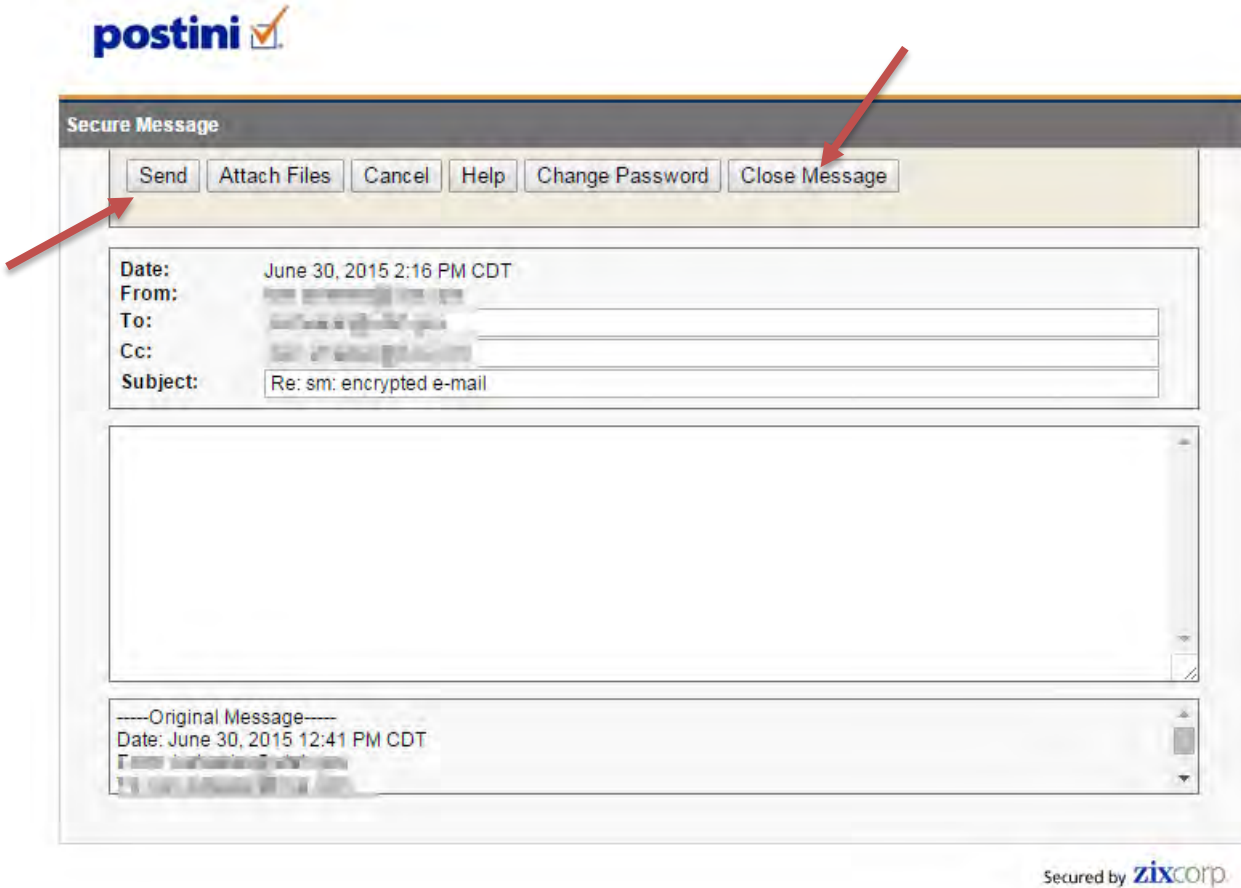 postini
Secure Message
Send Attach Files Cancel Help Change Password Close Message
Date: June 30, 2015 2:16 PM CDT
From:
To:
Cc:
Subject: Re: sm: encrypted e-mail
-----Original Message-----
Date: June 30, 2015 12:41 PM CDT
Secured by zixcorp